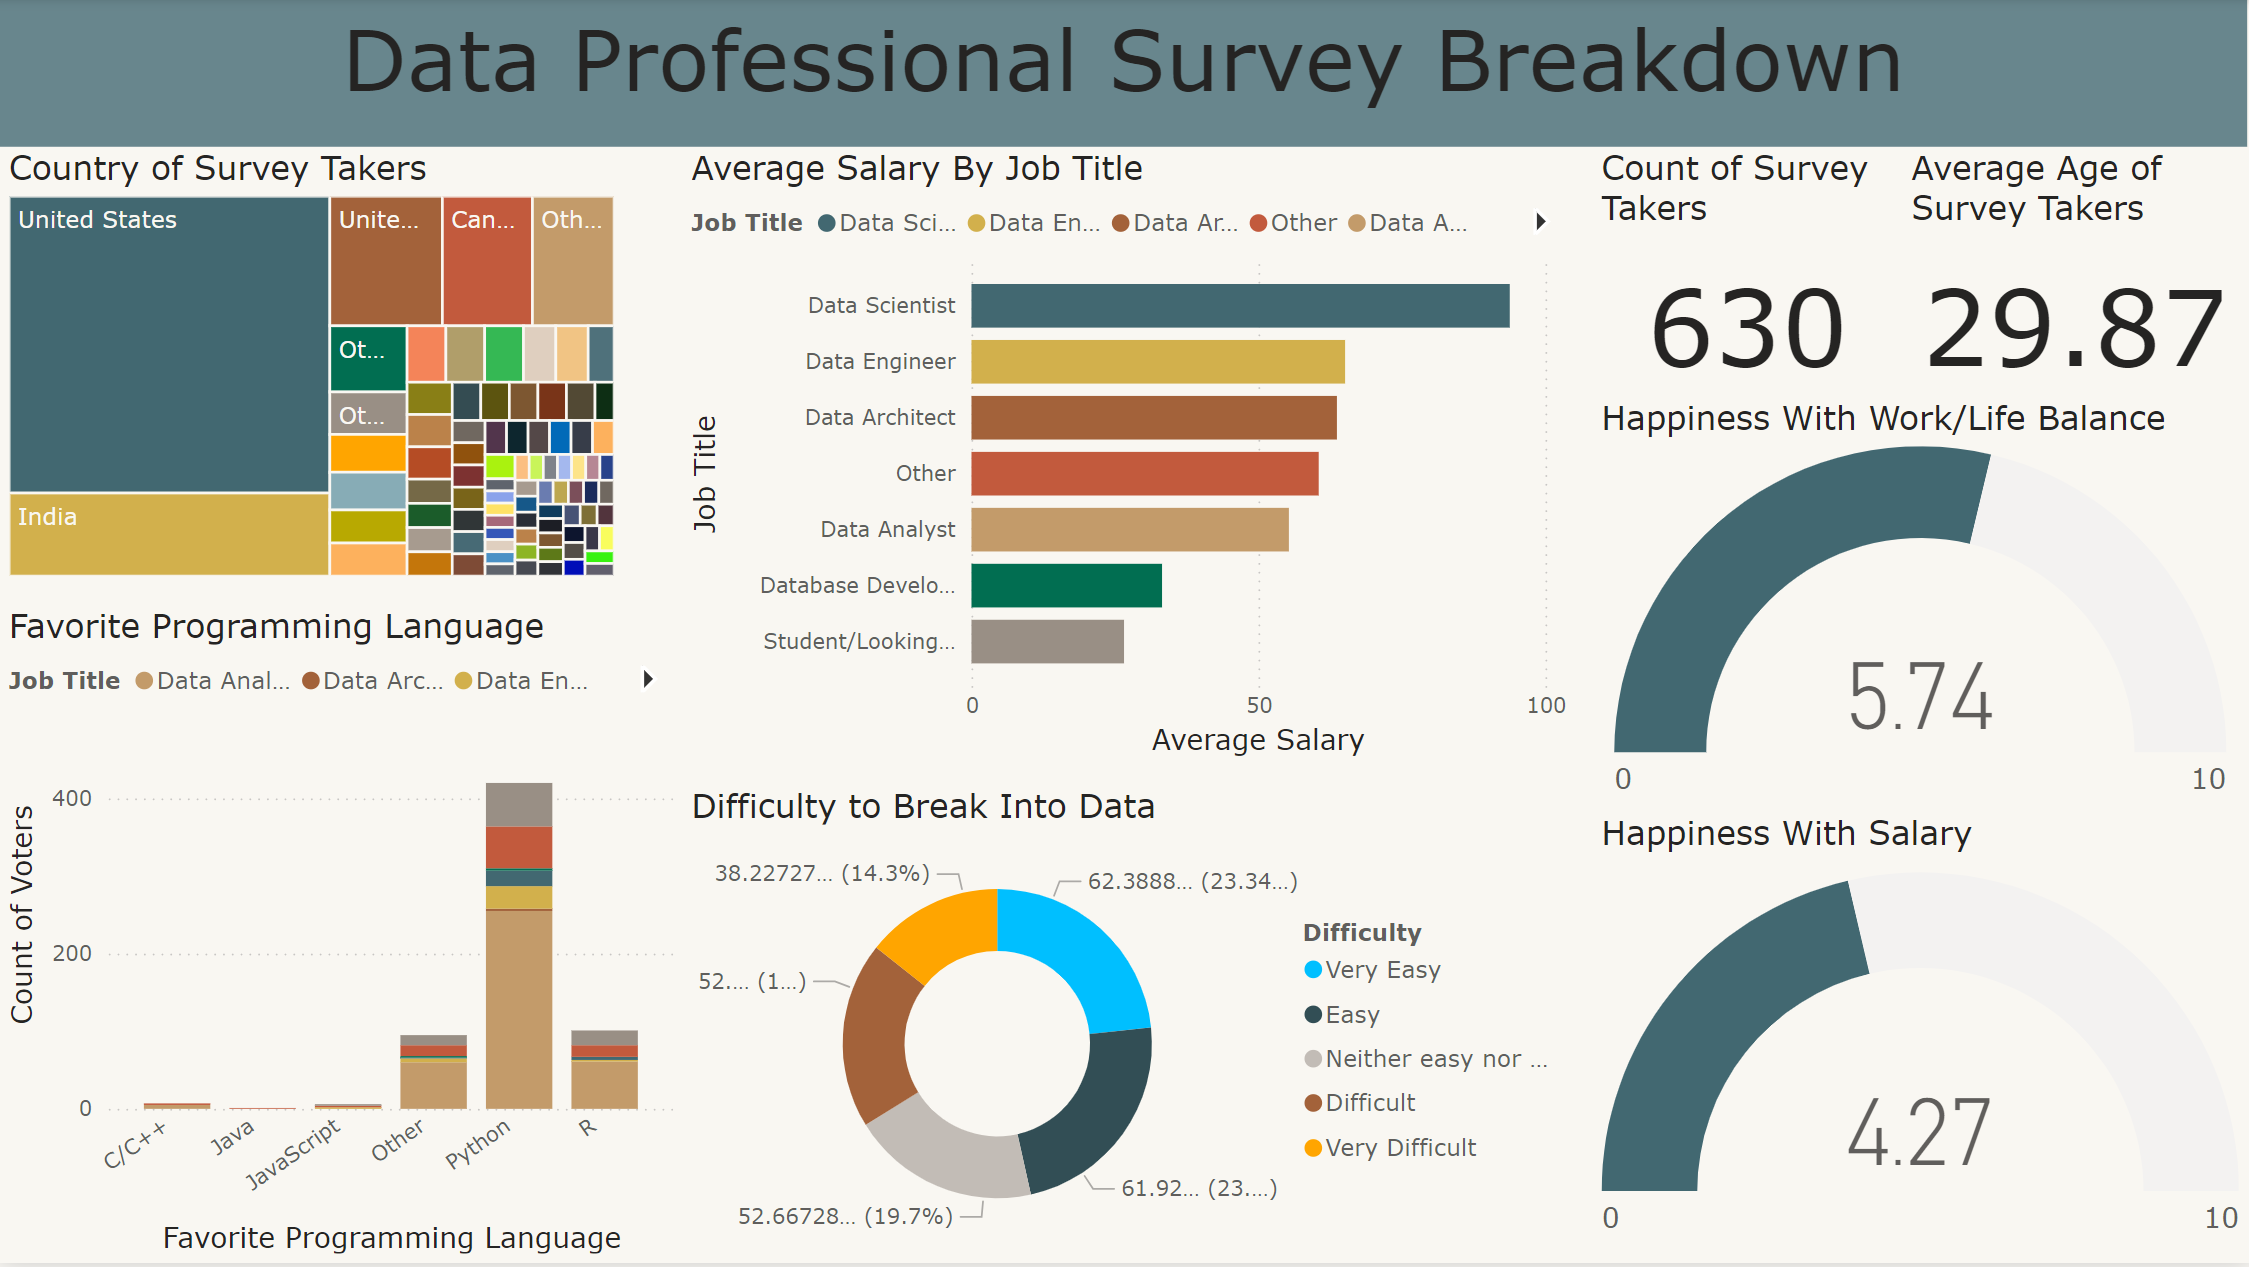 Data Professional Survey Breakdown
Country of Survey Takers
United States
Unite...
Can...
Oth...
Ot...
Ot...
India
Favorite Programming Language
Job Title Data Anal... Data Arc... Data En...
Count of Voters
400
200
0
C/C++
Java
JavaScript
Other
Python
R
Favorite Programming Language
Average Salary By Job Title
Job Title Data Sci... Data En... Data Ar... Other Data A...
Job Title
Data Scientist
Data Engineer
Data Architect
Other
Data Analyst
Database Develo...
Student/Looking...
0 50 100
Average Salary
Difficulty to Break Into Data
38.22727... (14.3%)
62.3888... (23.34...)
52.... (1...)
61.92... (23....)
52.66728... (19.7%)
Difficulty
Very Easy
Easy
Neither easy nor ...
Difficult
Very Difficult
Count of Survey
Takers
630
Average Age of
Survey Takers
29.87
Happiness With Work/Life Balance
5.74
0 10
Happiness With Salary
4.27
0 10